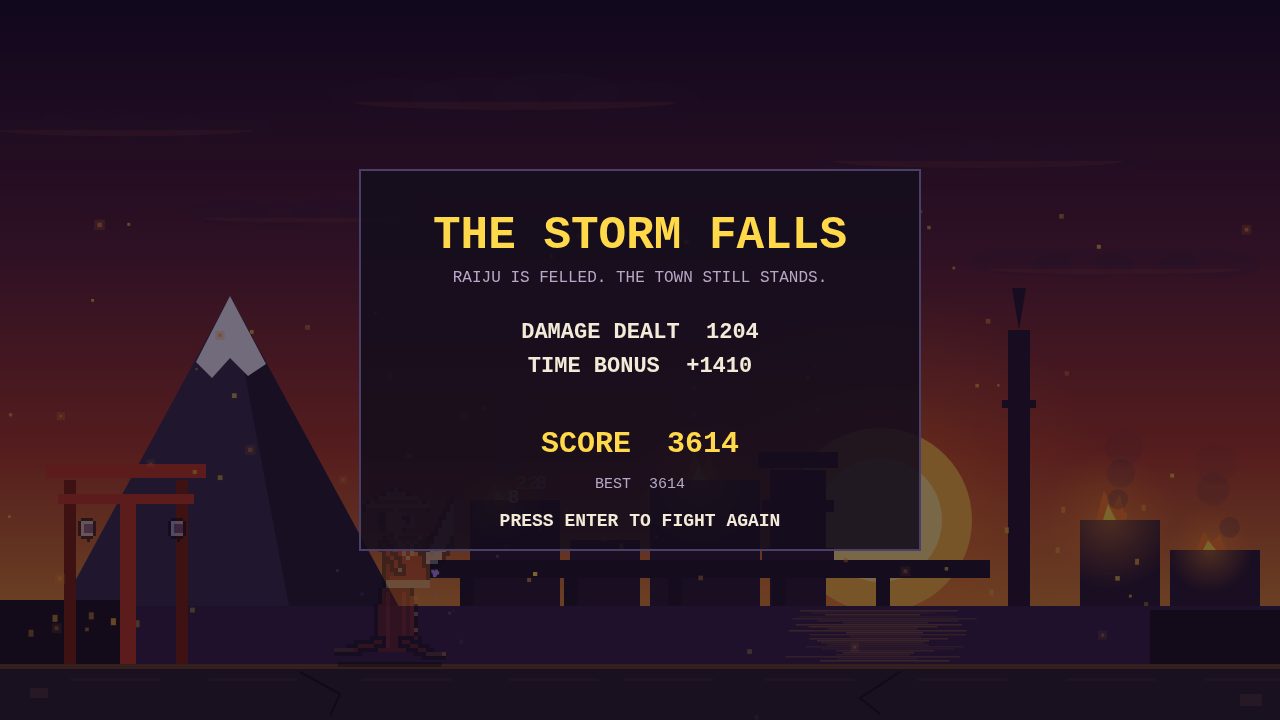 THE STORM FALLS
RAIJU IS FELLED. THE TOWN STILL STANDS.
DAMAGE DEALT 1204
TIME BONUS +1410
SCORE 3614
BEST 3614
PRESS ENTER TO FIGHT AGAIN